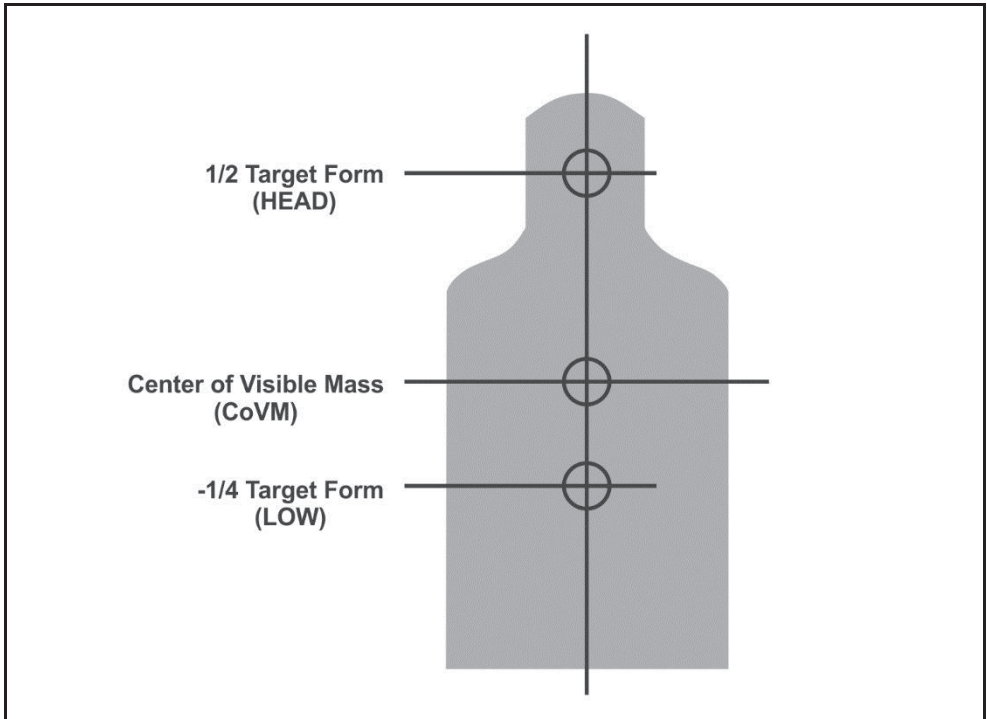 1/2 Target Form
(HEAD)
Center of Visible Mass
(CoVM)
-1/4 Target Form
(LOW)